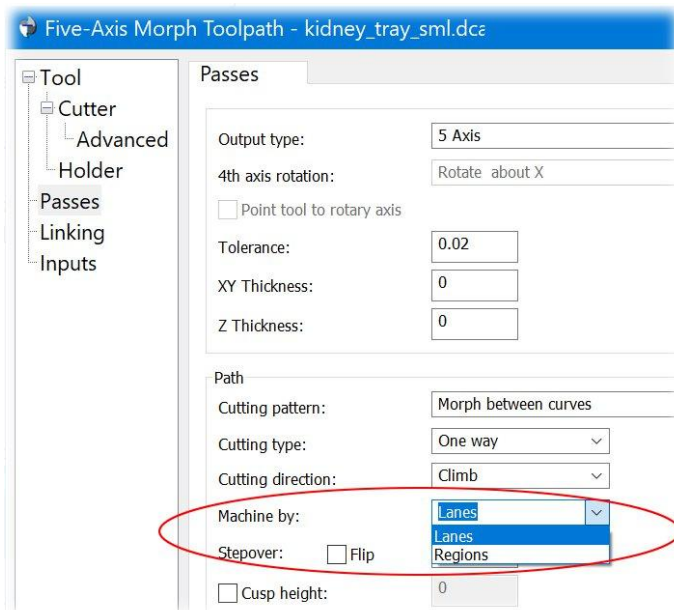 Five-Axis Morph Toolpath - kidney_tray_sml.dca
Tool
Cutter
Advanced
Holder
Passes
Linking
Inputs
Passes
Output type: 5 Axis
4th axis rotation: Rotate about X
Point tool to rotary axis
Tolerance: 0.02
XY Thickness: 0
Z Thickness: 0
Path
Cutting pattern: Morph between curves
Cutting type: One way
Cutting direction: Climb
Machine by: Lanes
Lanes
Stepover: Flip Regions
Cusp height: 0